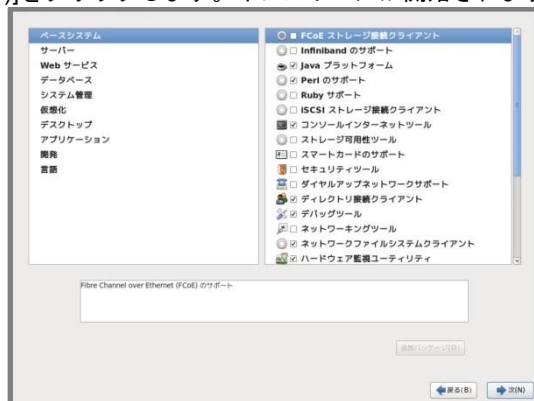 ベースシステム
サーバー
Web サービス
データベース
システム管理
仮想化
デスクトップ
アプリケーション
開発
言語
FCoE ストレージ接続クライアント
Infiniband のサポート
Java プラットフォーム
Perl のサポート
Ruby サポート
iSCSI ストレージ接続クライアント
コンソールインターネットツール
ストレージ可用性ツール
スマートカードのサポート
セキュリティツール
ダイヤルアップネットワークサポート
ディレクトリ接続クライアント
デバッグツール
ネットワーキングツール
ネットワークファイルシステムクライアント
ハードウェア監視ユーティリティ
Fibre Channel over Ethernet (FCoE) のサポート
追加パッケージ(O)
戻る(B)
次(N)